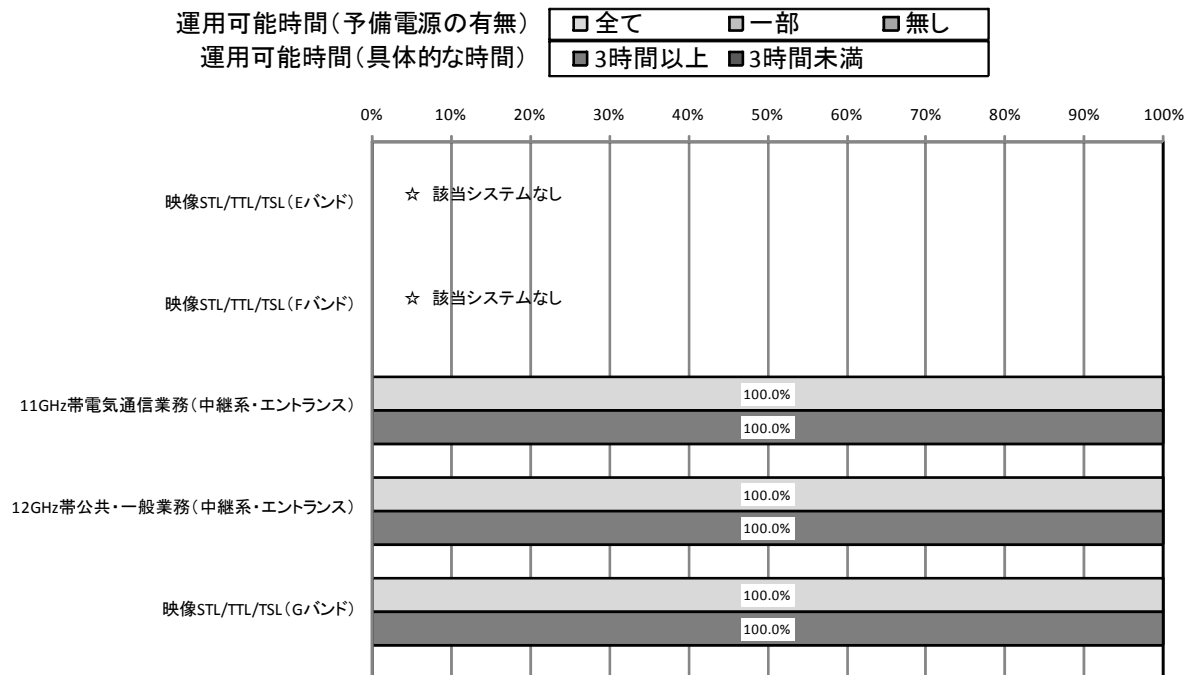 運用可能時間(予備電源の有無) 全て 一部 無し
運用可能時間(具体的な時間) 3時間以上 3時間未満
0% 10% 20% 30% 40% 50% 60% 70% 80% 90% 100%
映像STL/TTL/TSL(Eバンド) ☆ 該当システムなし
映像STL/TTL/TSL(Fバンド) ☆ 該当システムなし
100.0%
11GHz帯電気通信業務(中継系・エントランス)
100.0%
100.0%
12GHz帯公共・一般業務(中継系・エントランス)
100.0%
100.0%
映像STL/TTL/TSL(Gバンド)
100.0%